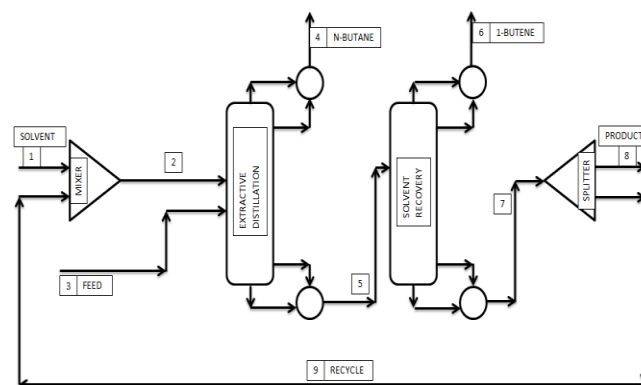 4 N-BUTANE
6 1-BUTENE
SOLVENT
1
MIXER
2
EXTRACTIVE
DISTILLATION
SOLVENT
RECOVERY
SPLITTER
PRODUCT
8
7
3 FEED
5
9 RECYCLE